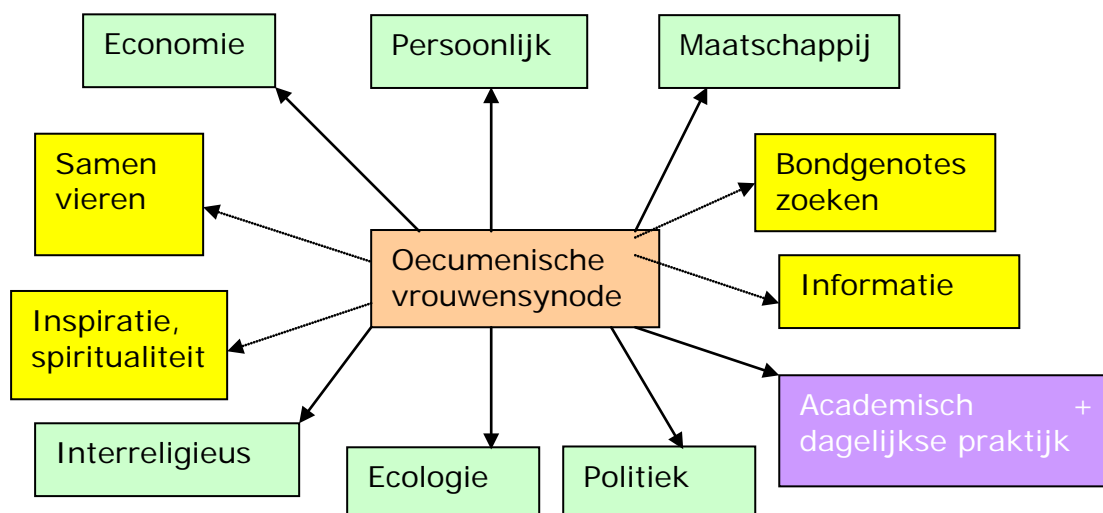 Economie
Persoonlijk
Maatschappij
Samen
vieren
Bondgenotes
zoeken
Oecumenische
vrouwensynode
Informatie
Inspiratie,
spiritualiteit
Academisch +
dagelijkse praktijk
Interreligieus
Ecologie
Politiek